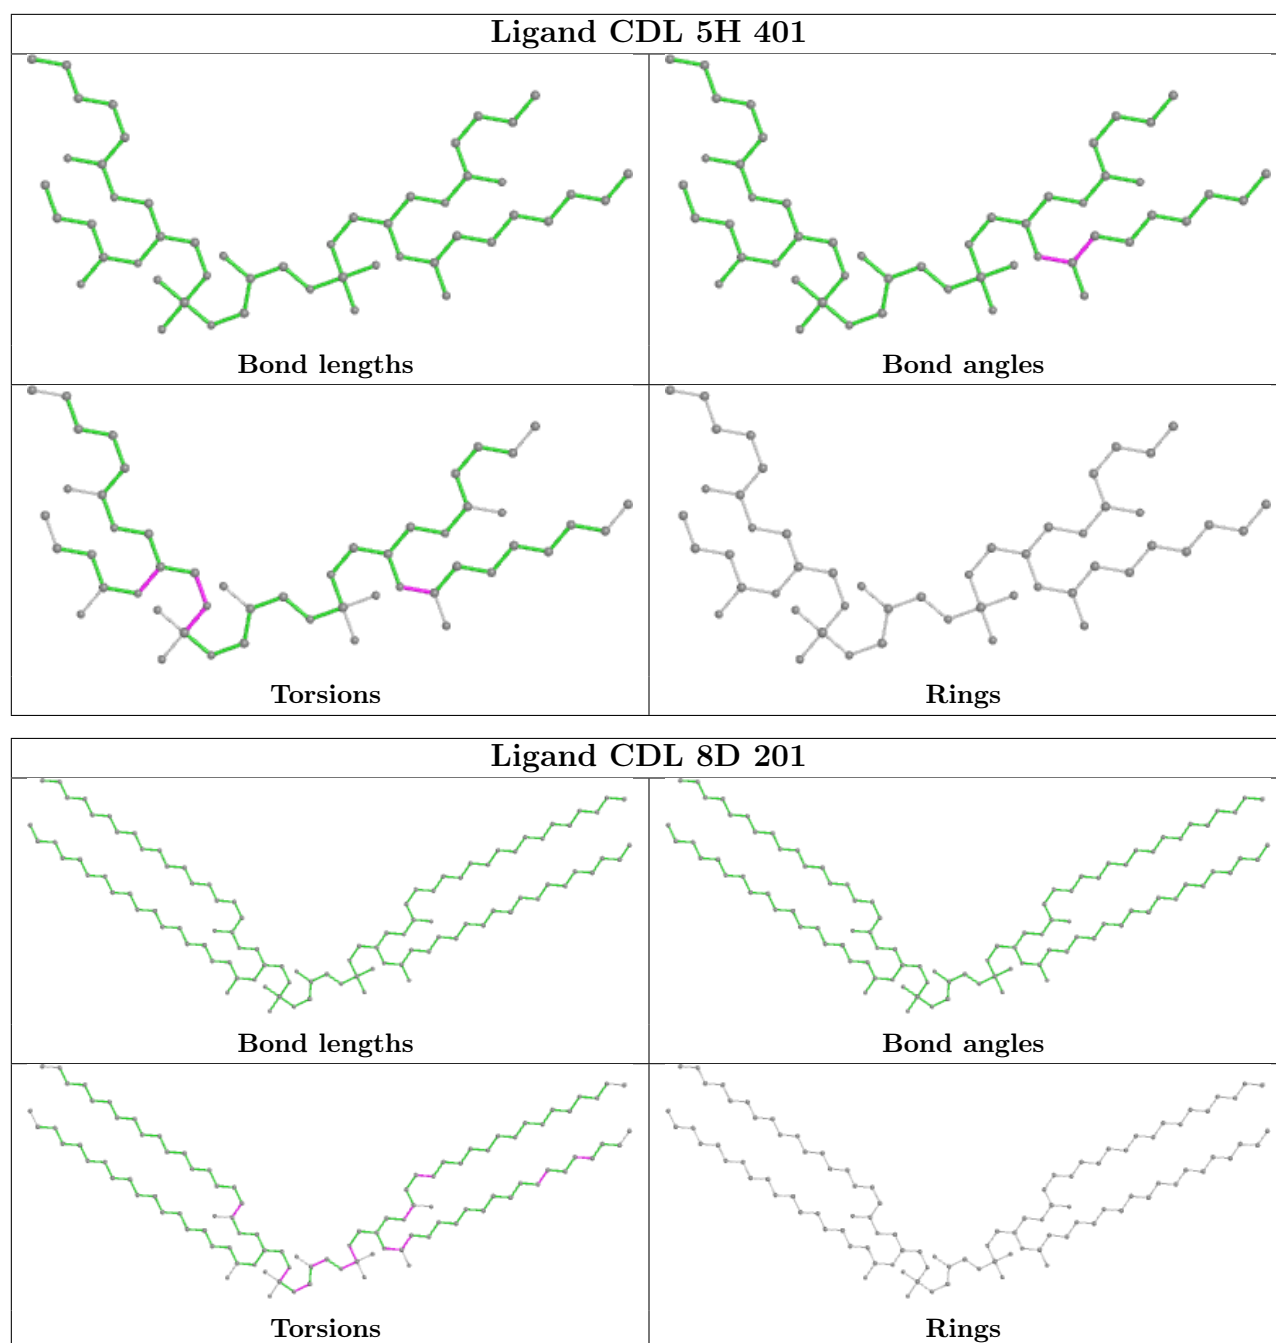 Ligand CDL 5H 401
Bond lengths
Bond angles
Torsions
Rings
Ligand CDL 8D 201
Bond lengths
Bond angles
Torsions
Rings